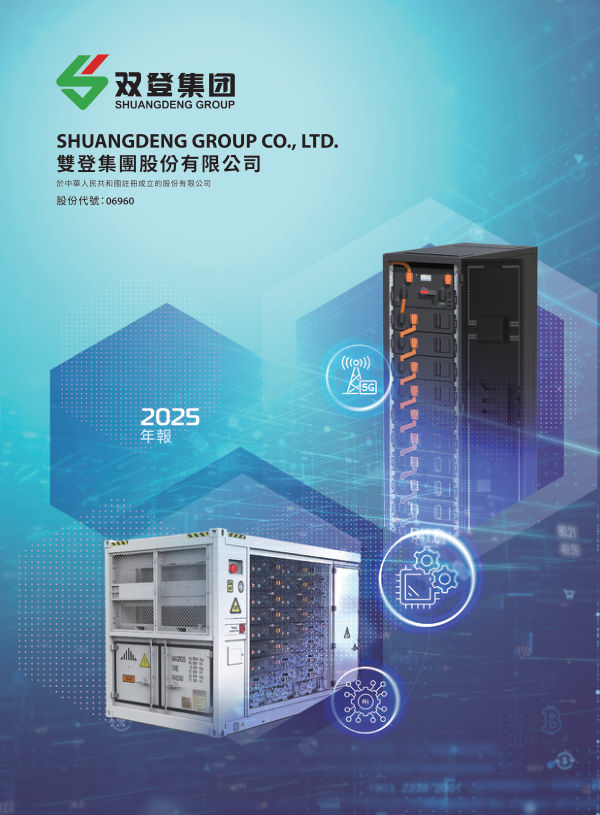 双登集团
SHUANGDENG GROUP
SHUANGDENG GROUP CO., LTD.
雙登集團股份有限公司
於中華人民共和國註冊成立的股份有限公司
股份代號：06960
5G
2025
年報
AI